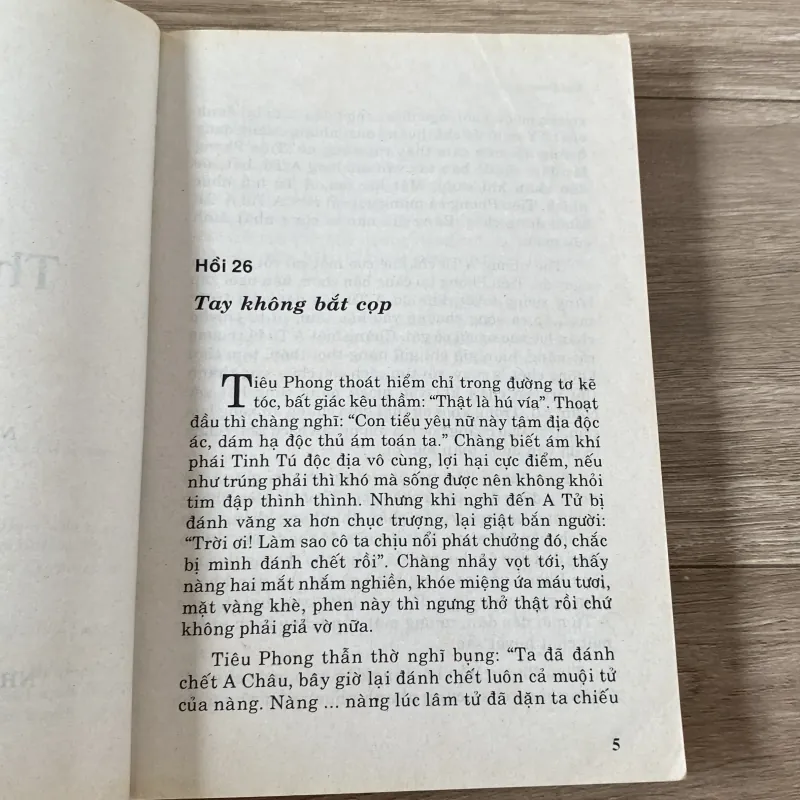 Hồi 26
Tay không bắt cọp
Tiêu Phong thoát hiểm chỉ trong đường tơ kẽ
tóc, bất giác kêu thầm: “Thật là hú vía”. Thoạt
đầu thì chàng nghĩ: “Con tiểu yêu nữ này tâm địa độc
ác, dám hạ độc thủ ám toán ta.” Chàng biết ám khí
phái Tinh Tú độc địa vô cùng, lợi hại cực điểm, nếu
như trúng phải thì khó mà sống được nên không khỏi
tim đập thình thình. Nhưng khi nghĩ đến A Tử bị
đánh văng xa hơn chục trượng, lại giật bắn người:
“Trời ơi! Làm sao cô ta chịu nổi phát chưởng đó, chắc
bị mình đánh chết rồi”. Chàng nhảy vọt tới, thấy
nàng hai mắt nhắm nghiền, khóe miệng ứa máu tươi,
mặt vàng khè, phen này thì ngưng thở thật rồi chứ
không phải giả vờ nữa.
Tiêu Phong thẫn thờ nghĩ bụng: “Ta đã đánh
chết A Châu, bây giờ lại đánh chết luôn cả muội tử
của nàng. Nàng ... nàng lúc lâm tử đã dặn ta chiếu
5